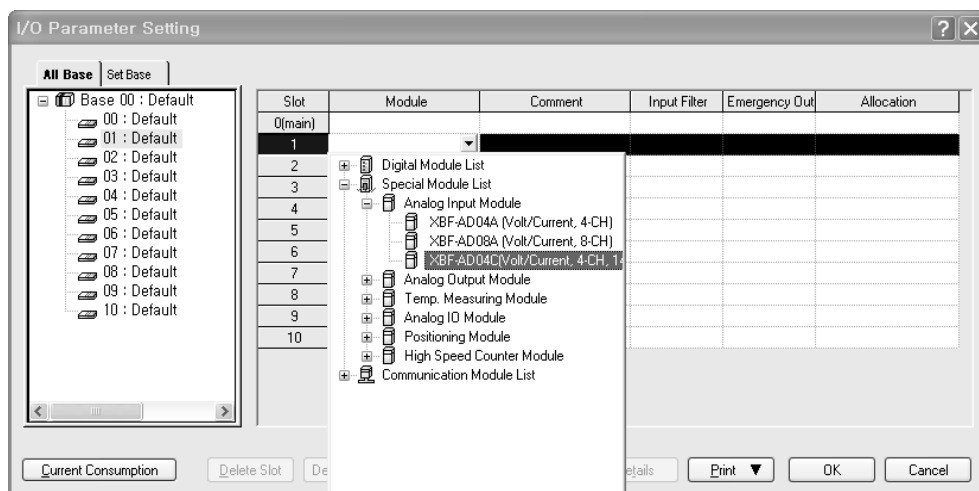 I/O Parameter Setting
All Base Set Base
Base 00 : Default
00 : Default
01 : Default
02 : Default
03 : Default
04 : Default
05 : Default
06 : Default
07 : Default
08 : Default
09 : Default
10 : Default
Slot Module Comment Input Filter Emergency Out Allocation
0(main)
1
2
3
4
5
6
7
8
9
10
Digital Module List
Special Module List
Analog Input Module
XBF-AD04A (Volt/Current, 4-CH)
XBF-AD08A (Volt/Current, 8-CH)
XBF-AD04C(Volt/Current, 4-CH, 14
Analog Output Module
Temp. Measuring Module
Analog IO Module
Positioning Module
High Speed Counter Module
Communication Module List
Current Consumption Delete Slot De etails Print ▼ OK Cancel